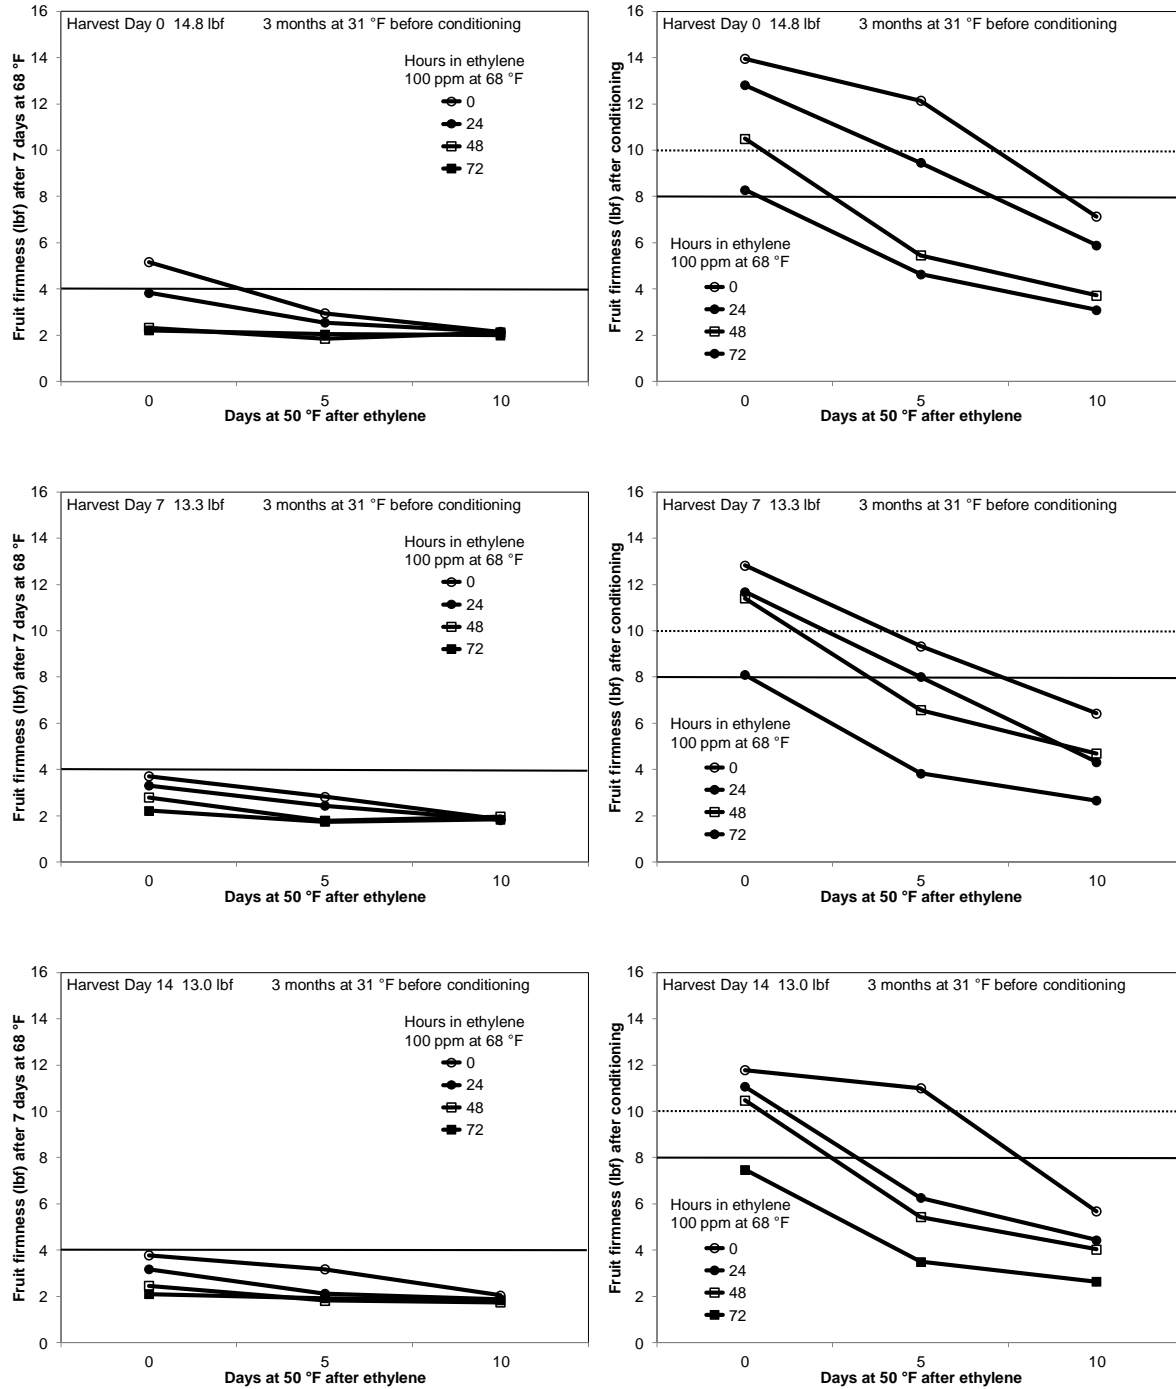 Harvest Day 0  14.8 lbf    3 months at 31 °F before conditioning
Fruit firmness (lbf) after 7 days at 68 °F
16
14
12
10
8
6
4
2
0
Hours in ethylene
100 ppm at 68 °F
0
24
48
72
0 5 10
Days at 50 °F after ethylene
Harvest Day 0  14.8 lbf    3 months at 31 °F before conditioning
Fruit firmness (lbf) after conditioning
16
14
12
10
8
6
4
2
0
Hours in ethylene
100 ppm at 68 °F
0
24
48
72
0 5 10
Days at 50 °F after ethylene
Harvest Day 7  13.3 lbf    3 months at 31 °F before conditioning
Fruit firmness (lbf) after 7 days at 68 °F
16
14
12
10
8
6
4
2
0
Hours in ethylene
100 ppm at 68 °F
0
24
48
72
0 5 10
Days at 50 °F after ethylene
Harvest Day 7  13.3 lbf    3 months at 31 °F before conditioning
Fruit firmness (lbf) after conditioning
16
14
12
10
8
6
4
2
0
Hours in ethylene
100 ppm at 68 °F
0
24
48
72
0 5 10
Days at 50 °F after ethylene
Harvest Day 14  13.0 lbf    3 months at 31 °F before conditioning
Fruit firmness (lbf) after 7 days at 68 °F
16
14
12
10
8
6
4
2
0
Hours in ethylene
100 ppm at 68 °F
0
24
48
72
0 5 10
Days at 50 °F after ethylene
Harvest Day 14  13.0 lbf    3 months at 31 °F before conditioning
Fruit firmness (lbf) after conditioning
16
14
12
10
8
6
4
2
0
Hours in ethylene
100 ppm at 68 °F
0
24
48
72
0 5 10
Days at 50 °F after ethylene